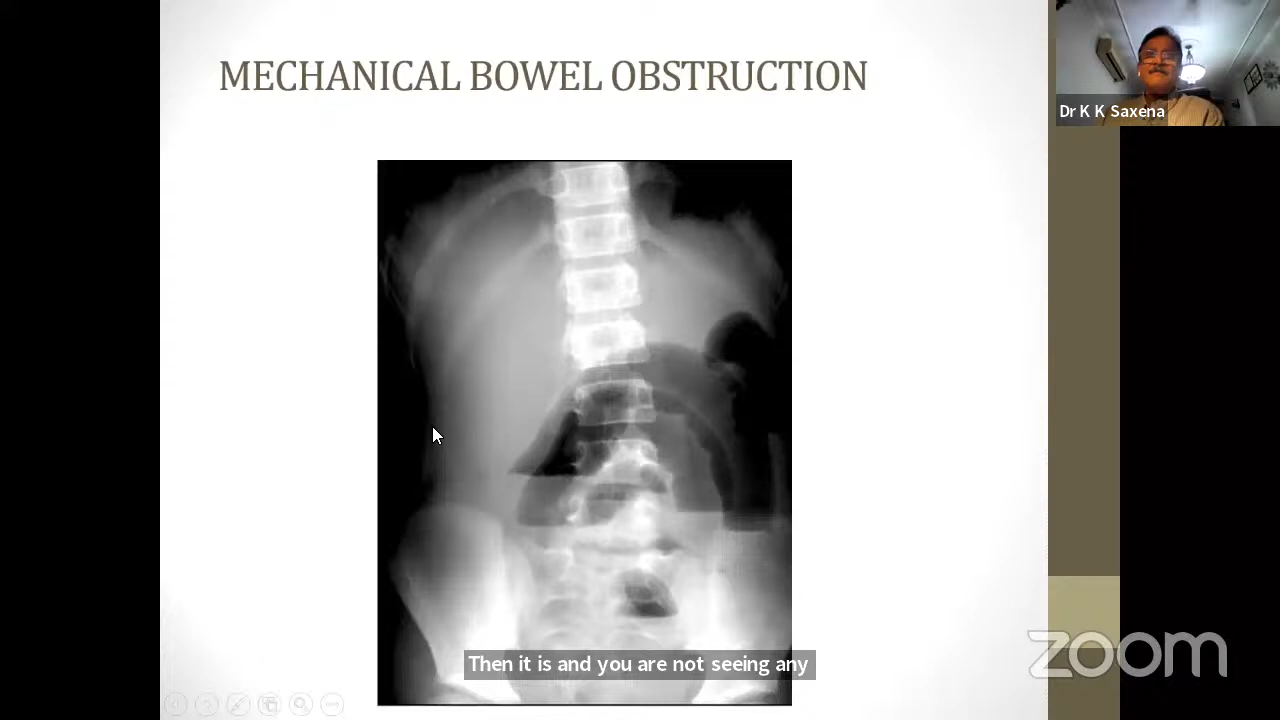 MECHANICAL BOWEL OBSTRUCTION
Dr K K Saxena
Then it is and you are not seeing any
zoom